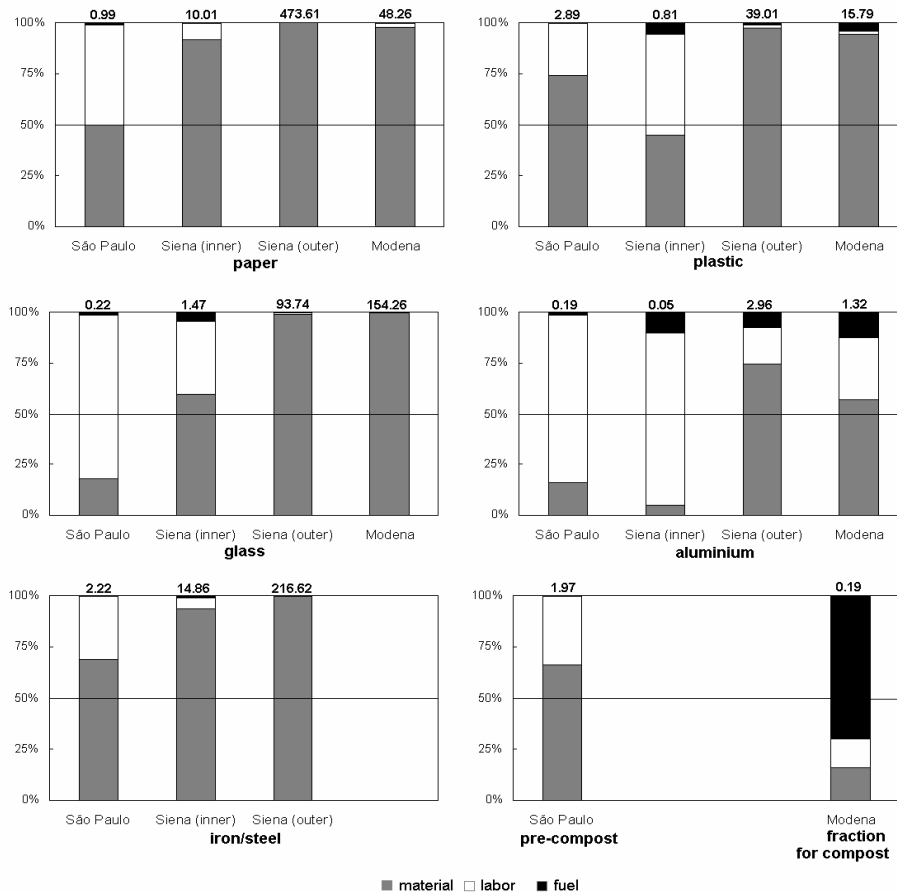 0.99 10.01 473.61 48.26
100%
75%
50%
25%
0%
São Paulo Siena (inner) Siena (outer) Modena
paper
2.89 0.81 39.01 15.79
100%
75%
50%
25%
0%
São Paulo Siena (inner) Siena (outer) Modena
plastic
0.22 1.47 93.74 154.26
100%
75%
50%
25%
0%
São Paulo Siena (inner) Siena (outer) Modena
glass
0.19 0.05 2.96 1.32
100%
75%
50%
25%
0%
São Paulo Siena (inner) Siena (outer) Modena
aluminium
2.22 14.86 216.62
100%
75%
50%
25%
0%
São Paulo Siena (inner) Siena (outer)
iron/steel
1.97 0.19
100%
75%
50%
25%
0%
São Paulo Modena
pre-compost fraction
for compost
material labor fuel